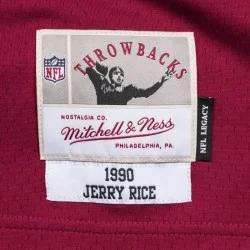 THROWBACKS
NFL
NOSTALGIA CO.
Mitchell & Ness
PHILADELPHIA, PA.
NFL LEGACY
1990
JERRY RICE